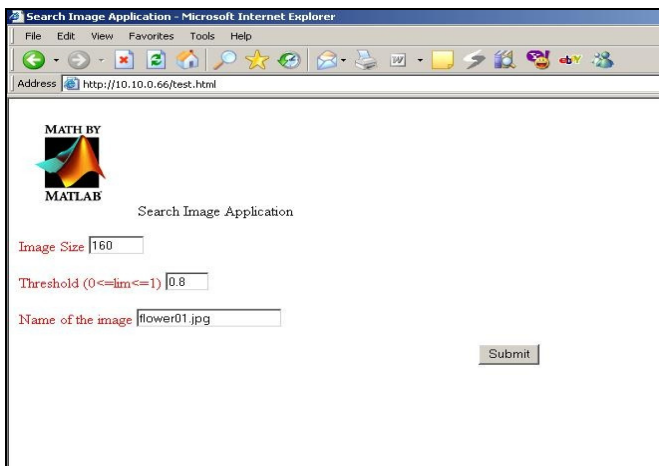 Search Image Application - Microsoft Internet Explorer
File Edit View Favorites Tools Help
Address http://10.10.0.66/test.html
MATH BY
MATLAB
Search Image Application
Image Size 160
Threshold (0<=lim<=1) 0.8
Name of the image flower01.jpg
Submit